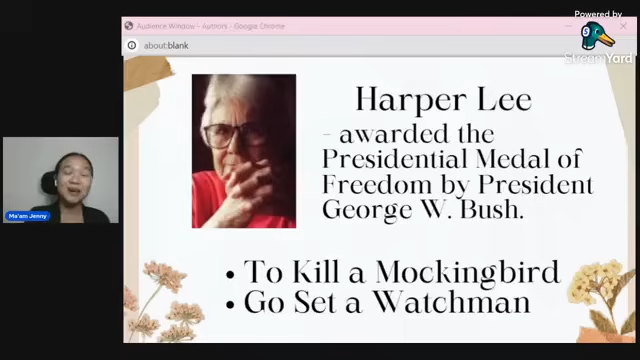 Powered by
StreamYard
Audience Window - Authors - Google Chrome
about:blank
Harper Lee
- awarded the
Presidential Medal of
Freedom by President
George W. Bush.
Ma'am Jenny
• To Kill a Mockingbird
• Go Set a Watchman